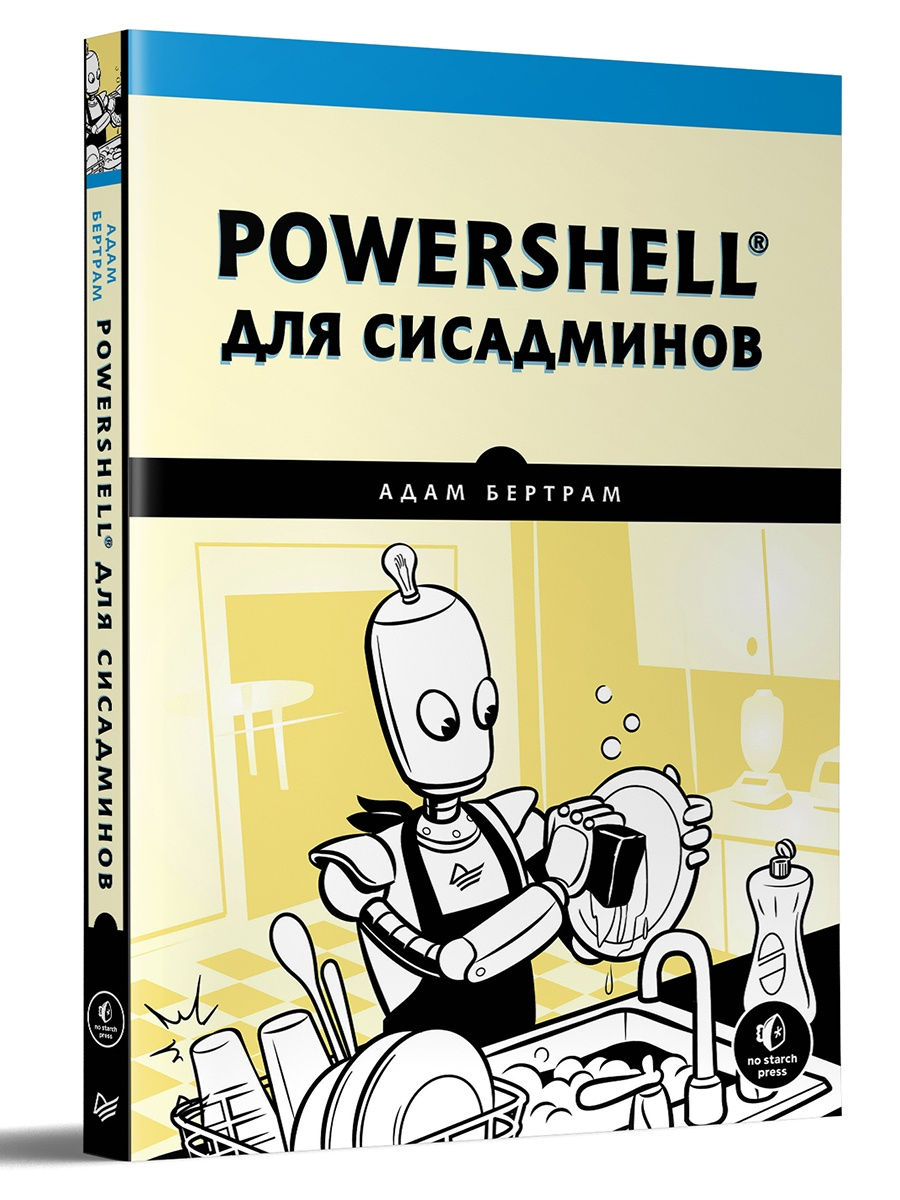 POWERSHELL®
ДЛЯ СИСАДМИНОВ
АДАМ БЕРТРАМ
no starch
press
АДАМ
БЕРТРАМ
POWERSHELL® ДЛЯ СИСАДМИНОВ
no starch
press